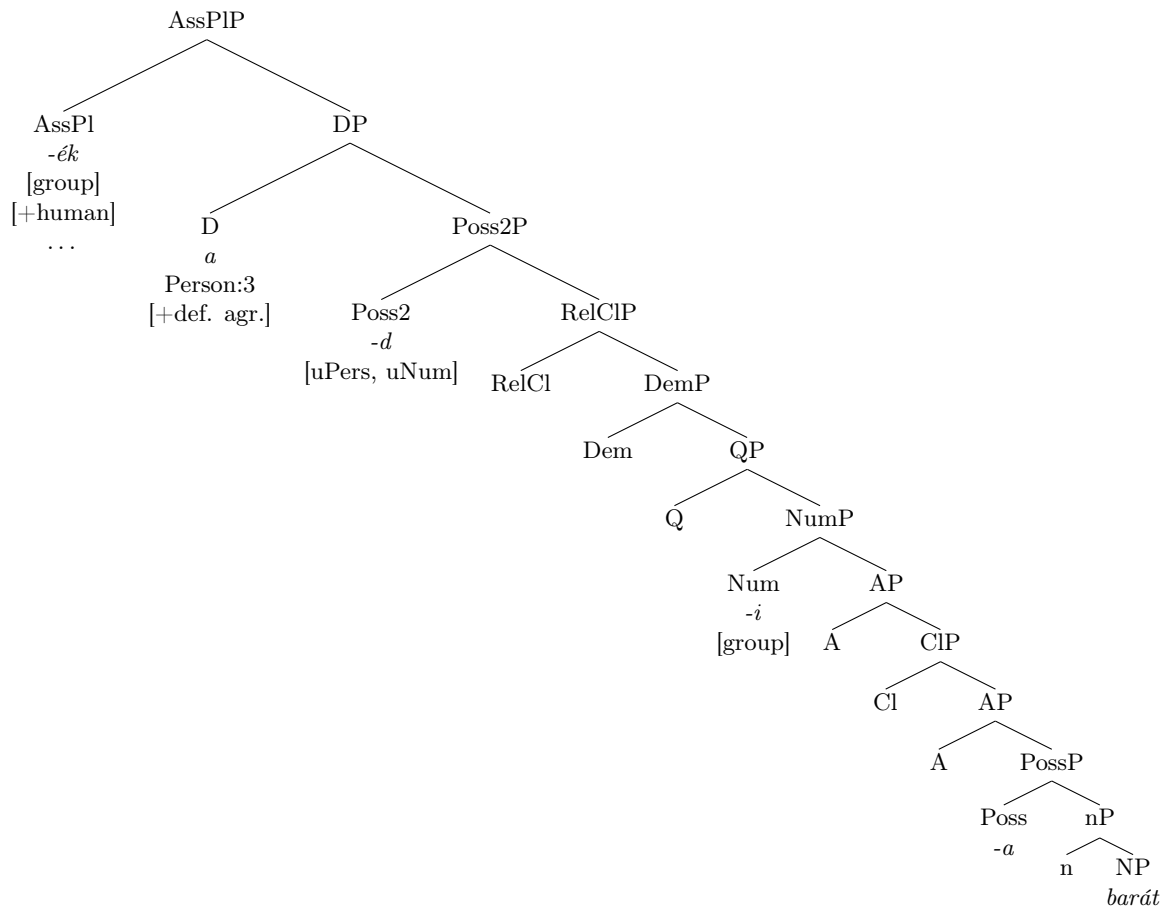 AssPlP
AssPl
DP
-ék
[group]
[+human]
...
D
Poss2P
a
Person:3
[+def. agr.]
Poss2
RelClP
-d
[uPers, uNum]
RelCl
DemP
Dem
QP
Q
NumP
Num
AP
-i
[group]
A
ClP
Cl
AP
A
PossP
Poss
nP
-a
n
NP
barát